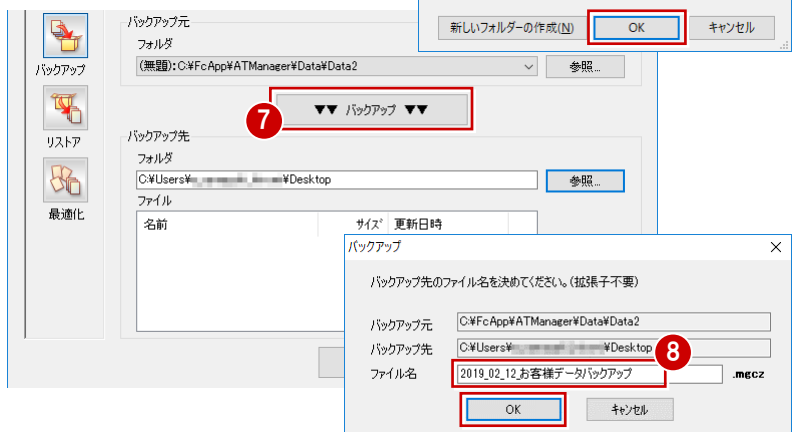 新しいフォルダーの作成(N) OK キャンセル
バックアップ元
フォルダ
(無題):C:¥FcApp¥ATManager¥Data¥Data2 参照...
バックアップ
7 ▼▼ バックアップ ▼▼
リストア
バックアップ先
フォルダ
C:¥Users¥ ¥Desktop 参照...
ファイル
最適化
名前 サイズ 更新日時
バックアップ
バックアップ先のファイル名を決めてください。(拡張子不要)
バックアップ元 C:¥FcApp¥ATManager¥Data¥Data2
バックアップ先 C:¥Users¥ ¥Desktop
8
ファイル名 2019_02_12_お客様データバックアップ .mgcz
OK キャンセル